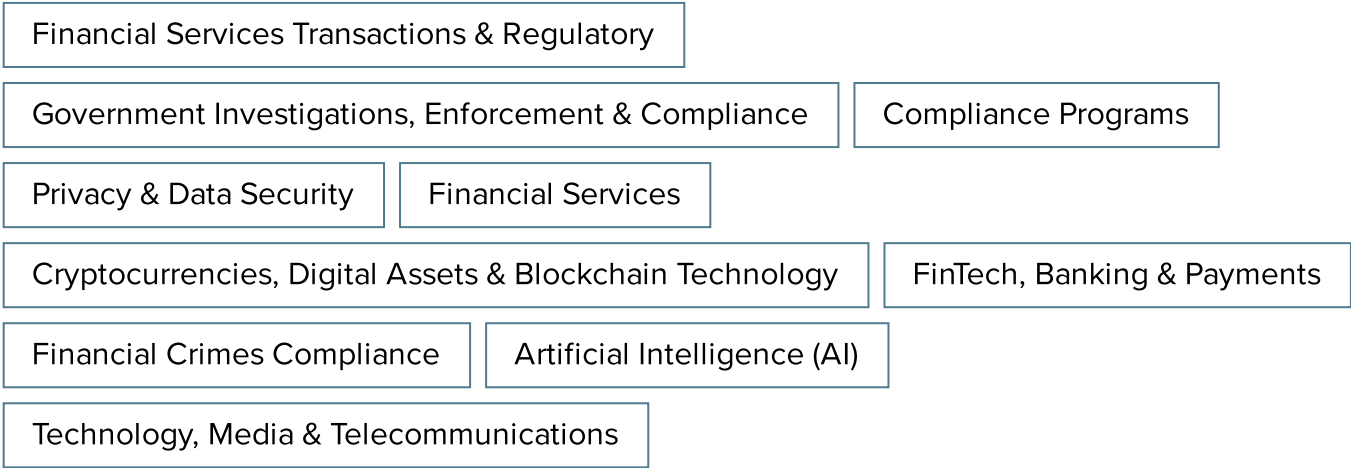 Financial Services Transactions & Regulatory
Government Investigations, Enforcement & Compliance
Compliance Programs
Privacy & Data Security
Financial Services
Cryptocurrencies, Digital Assets & Blockchain Technology
FinTech, Banking & Payments
Financial Crimes Compliance
Artificial Intelligence (AI)
Technology, Media & Telecommunications